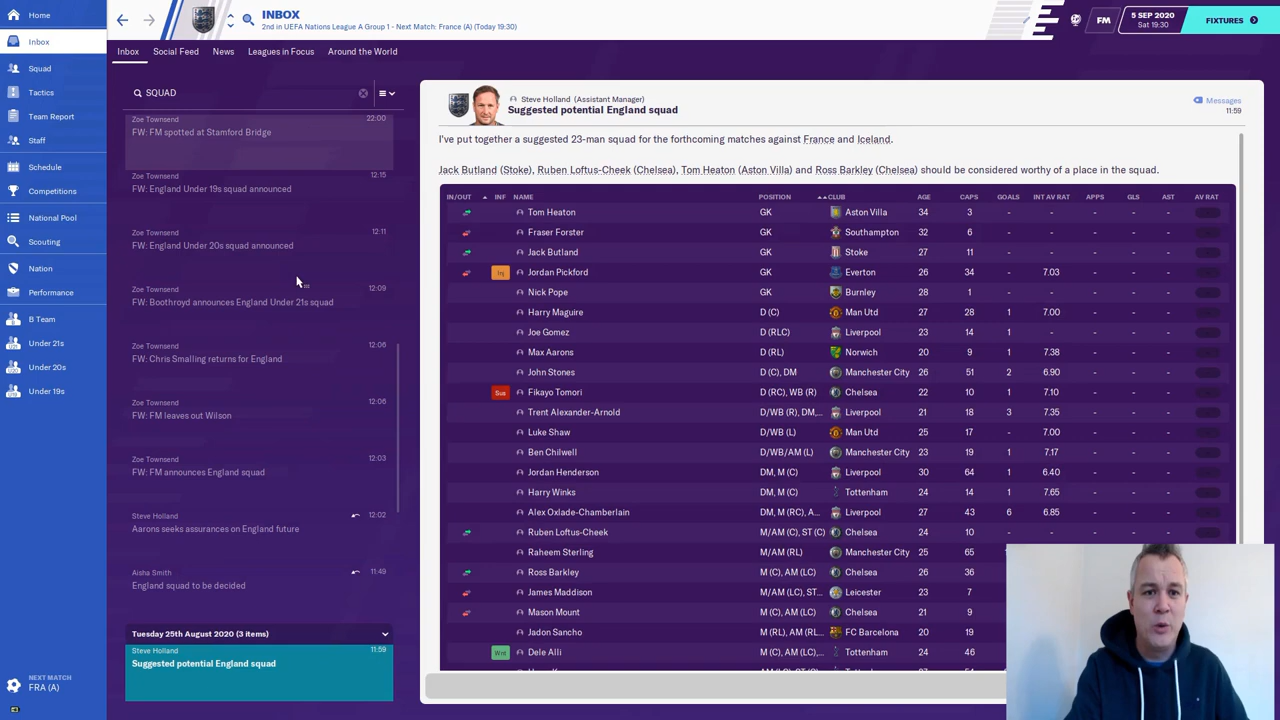 Home
Inbox
Squad
Tactics
Team Report
Staff
Schedule
Competitions
National Pool
Scouting
Nation
Performance
B Team
Under 21s
Under 20s
Under 19s
NEXT MATCH
FRA (A)
INBOX
2nd in UEFA Nations League A Group 1 - Next Match: France (A) (Today 19:30)
FM
5 SEP 2020
Sat 19:30
FIXTURES
Inbox Social Feed News Leagues in Focus Around the World
SQUAD
Zoe Townsend 22:00
FW: FM spotted at Stamford Bridge
Zoe Townsend 12:15
FW: England Under 19s squad announced
Zoe Townsend 12:11
FW: England Under 20s squad announced
Zoe Townsend 12:09
FW: Boothroyd announces England Under 21s squad
Zoe Townsend 12:06
FW: Chris Smalling returns for England
Zoe Townsend 12:06
FW: FM leaves out Wilson
Zoe Townsend 12:03
FW: FM announces England squad
Steve Holland 12:02
Aarons seeks assurances on England future
Aisha Smith 11:49
England squad to be decided
Tuesday 25th August 2020 (3 items)
Steve Holland 11:59
Suggested potential England squad
Steve Holland (Assistant Manager)
Suggested potential England squad
Messages
11:59
I've put together a suggested 23-man squad for the forthcoming matches against France and Iceland.
Jack Butland (Stoke), Ruben Loftus-Cheek (Chelsea), Tom Heaton (Aston Villa) and Ross Barkley (Chelsea) should be considered worthy of a place in the squad.
IN/OUT INF NAME POSITION CLUB AGE CAPS GOALS INT AV RAT APPS GLS AST AV RAT
Tom Heaton GK Aston Villa 34 3 - - - - - -
Fraser Forster GK Southampton 32 6 - - - - - -
Jack Butland GK Stoke 27 11 - - - - - -
Inj Jordan Pickford GK Everton 26 34 - 7.03 - - - -
Nick Pope GK Burnley 28 1 - - - - - -
Harry Maguire D (C) Man Utd 27 28 1 7.00 - - - -
Joe Gomez D (RLC) Liverpool 23 14 1 - - - - -
Max Aarons D (RL) Norwich 20 9 1 7.38 - - - -
John Stones D (C), DM Manchester City 26 51 2 6.90 - - - -
Sus Fikayo Tomori D (RC), WB (R) Chelsea 22 10 1 7.10 - - - -
Trent Alexander-Arnold D/WB (R), DM,... Liverpool 21 18 3 7.35 - - - -
Luke Shaw D/WB (L) Man Utd 25 17 - 7.00 - - - -
Ben Chilwell D/WB/AM (L) Manchester City 23 19 1 7.17 - - - -
Jordan Henderson DM, M (C) Liverpool 30 64 1 6.40 - - - -
Harry Winks DM, M (C) Tottenham 24 14 1 7.65 - - - -
Alex Oxlade-Chamberlain DM, M (RC), A... Liverpool 27 43 6 6.85 - - - -
Ruben Loftus-Cheek M/AM (C), ST (C) Chelsea 24 10 - - - - - -
Raheem Sterling M/AM (RL) Manchester City 25 65
Ross Barkley M (C), AM (LC) Chelsea 26 36
James Maddison M/AM (LC), ST... Leicester 23 7
Mason Mount M (C), AM (LC) Chelsea 21 9
Jadon Sancho M (RL), AM (RL... FC Barcelona 20 19
Wnt Dele Alli M (C), AM (LC),... Tottenham 24 46